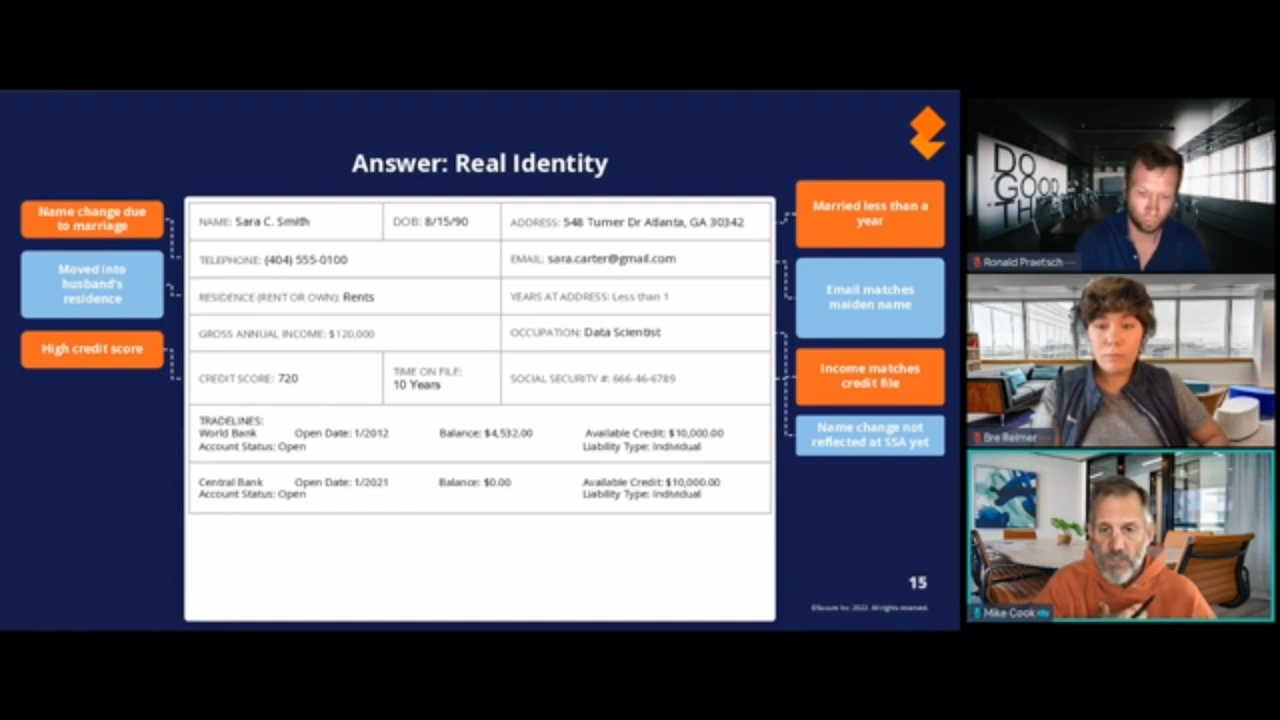 Answer: Real Identity
Name change due
to marriage
Moved into
husband's
residence
High credit score
NAME: Sara C. Smith
DOB: 8/15/90
ADDRESS: 548 Turner Dr Atlanta, GA 30342
TELEPHONE: (404) 555-0100
EMAIL: sara.carter@gmail.com
RESIDENCE (RENT OR OWN): Rents
YEARS AT ADDRESS: Less than 1
GROSS ANNUAL INCOME: $120,000
OCCUPATION: Data Scientist
CREDIT SCORE: 720
TIME ON FILE:
10 Years
SOCIAL SECURITY #: 666-46-6789
TRADELINES:
World Bank Open Date: 1/2012 Balance: $4,532.00 Available Credit: $10,000.00
Account Status: Open Liability Type: Individual
Central Bank Open Date: 1/2021 Balance: $0.00 Available Credit: $10,000.00
Account Status: Open Liability Type: Individual
Married less than a
year
Email matches
maiden name
Income matches
credit file
Name change not
reflected at SSA yet
15
©Socure Inc. 2022. All rights reserved.
DO
GOOD
TH
Ronald Praetsch
Bre Reimer
Mike Cook